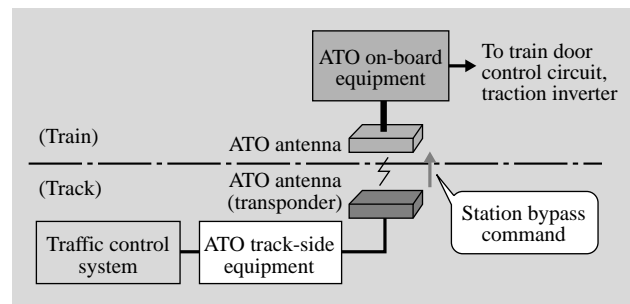 ATO on-board
equipment
To train door
control circuit,
traction inverter
(Train)
ATO antenna
(Track)
ATO antenna
(transponder)
Station bypass
command
Traffic control
system
ATO track-side
equipment